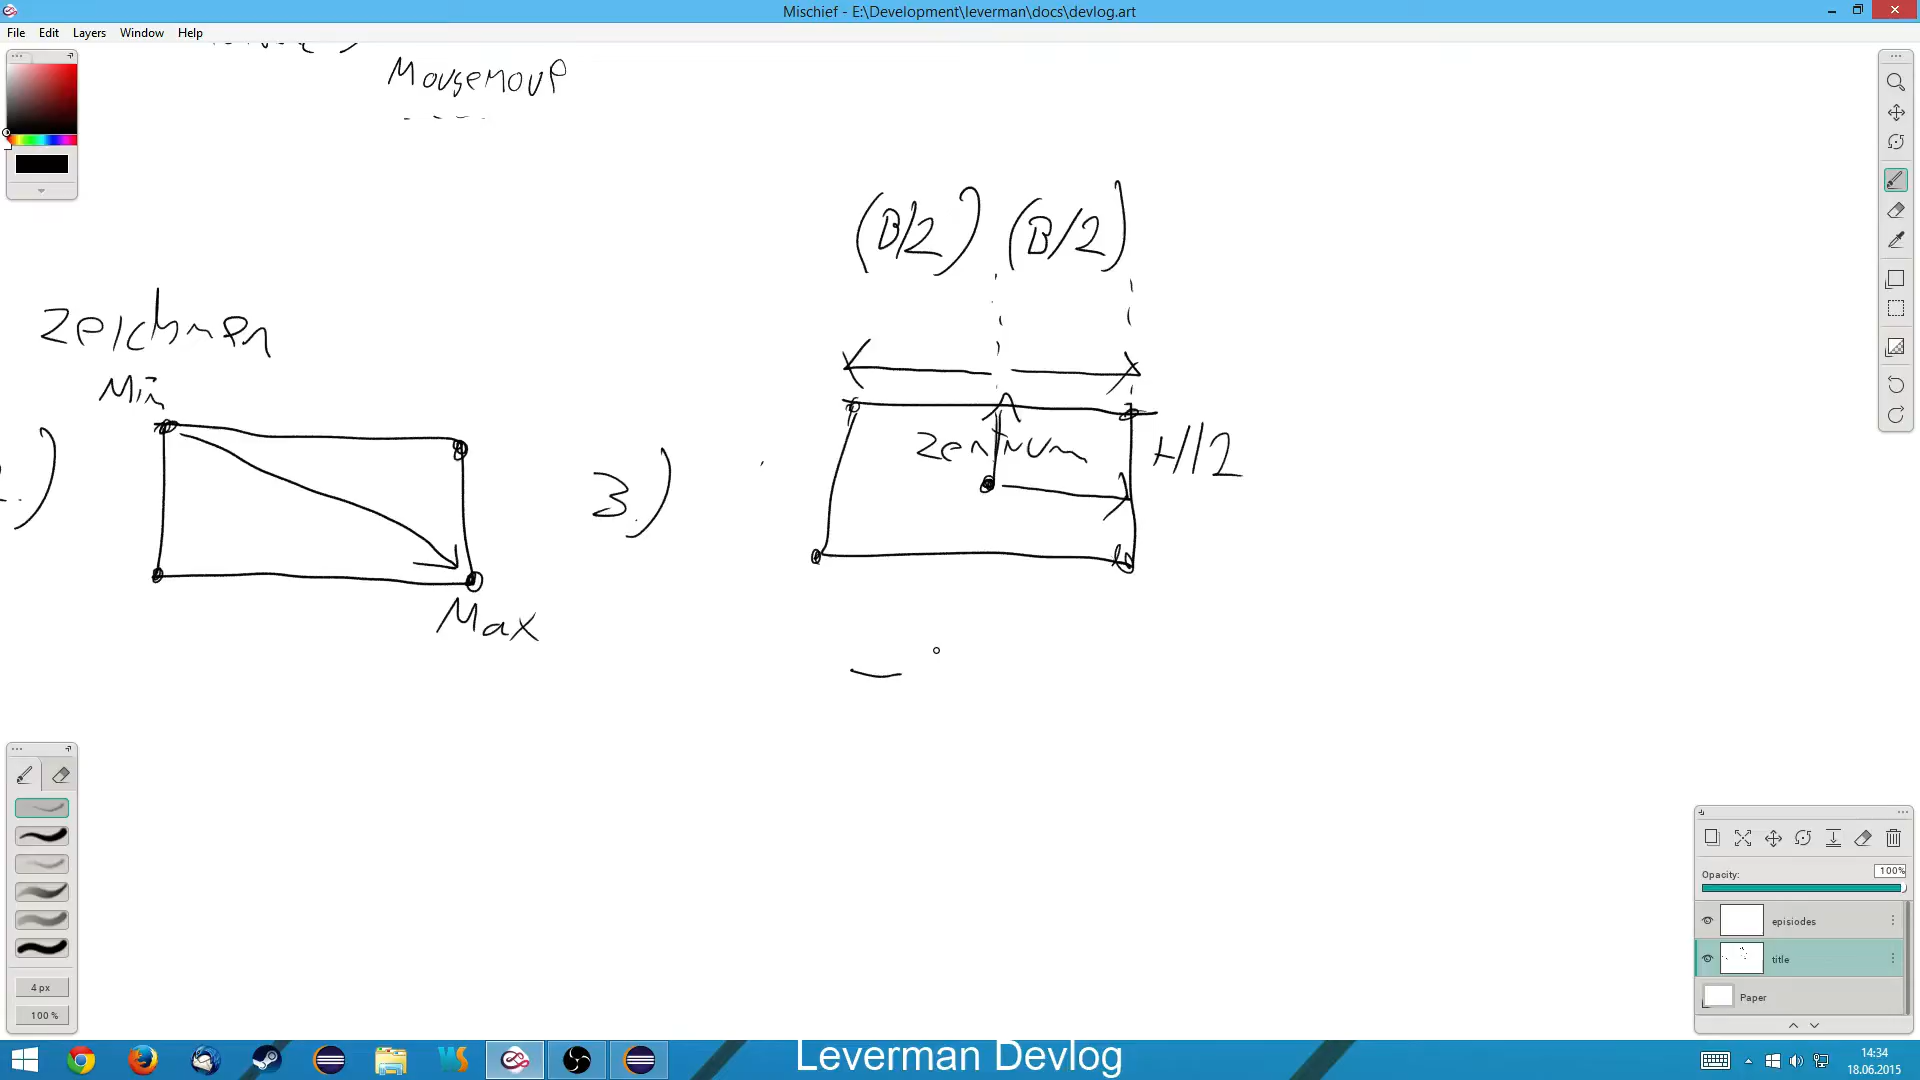 Mischief - E:\Development\leverman\docs\devlog.art
File Edit Layers Window Help
Mousemove
(B/2) (B/2)
Zeichnen
Min
Zentrum
H/2
3.)
Max
4 px
100 %
Opacity: 100%
episiodes
title
Paper
Leverman Devlog
14:34
18.06.2015